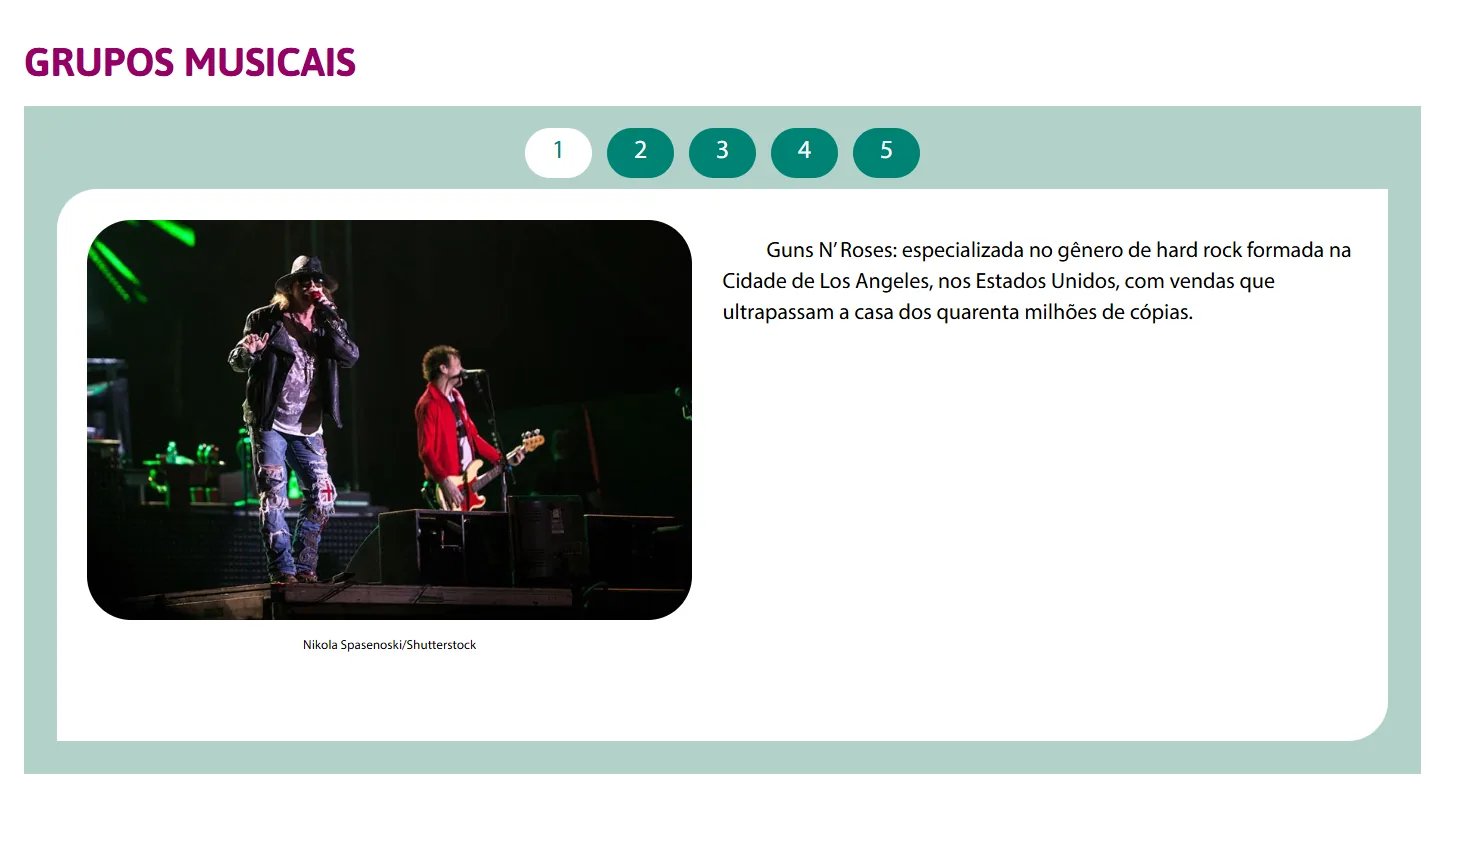 GRUPOS MUSICAIS
1 2 3 4 5
Guns N’ Roses: especializada no gênero de hard rock formada na
Cidade de Los Angeles, nos Estados Unidos, com vendas que
ultrapassam a casa dos quarenta milhões de cópias.
Nikola Spasenoski/Shutterstock